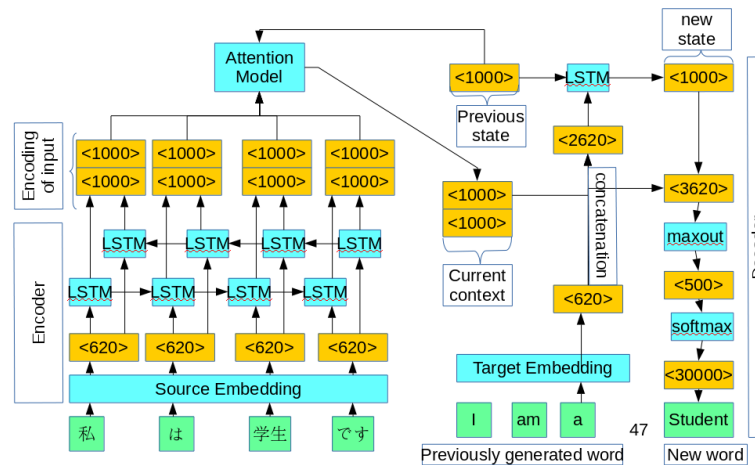 new
state
Attention
Model
<1000>
LSTM
<1000>
Previous
state
Encoding
of input
<1000>
<1000>
<1000>
<1000>
<1000>
<1000>
<1000>
<1000>
<2620>
concatenation
<1000>
<1000>
<3620>
LSTM
LSTM
LSTM
LSTM
maxout
Encoder
LSTM
LSTM
LSTM
LSTM
Current
context
<620>
<500>
softmax
<620>
<620>
<620>
<620>
Target Embedding
<30000>
Source Embedding
私
は
学生
です
I
am
a
47
Student
Previously generated word
New word